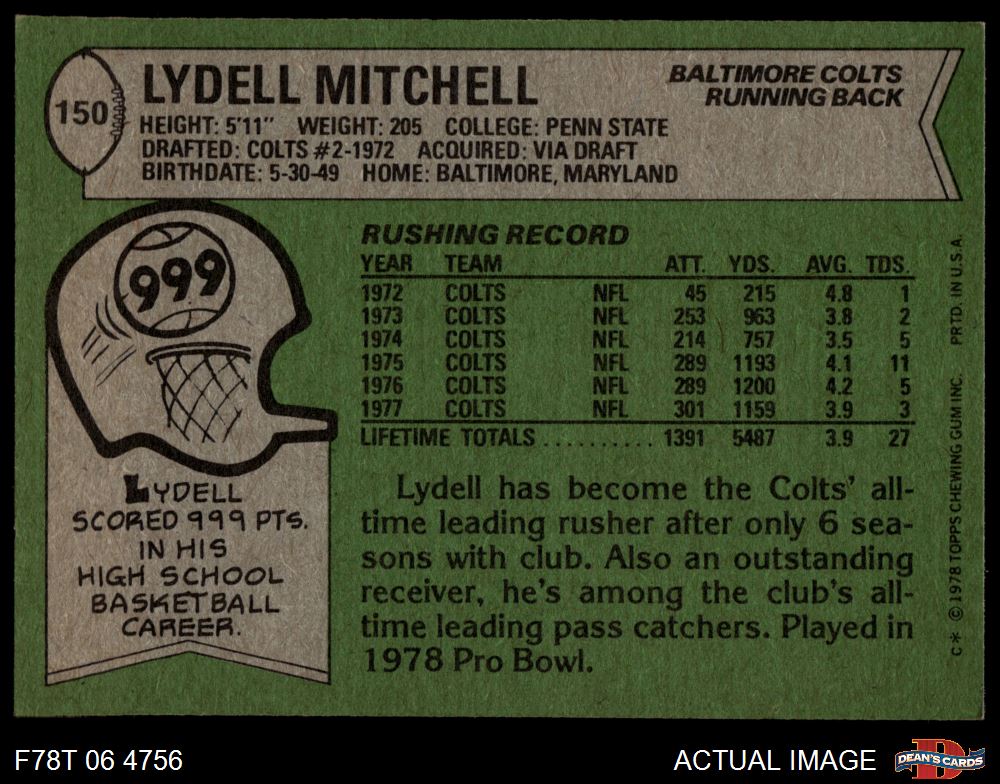 150
LYDELL MITCHELL
BALTIMORE COLTS
RUNNING BACK
HEIGHT: 5'11" WEIGHT: 205 COLLEGE: PENN STATE
DRAFTED: COLTS #2-1972 ACQUIRED: VIA DRAFT
BIRTHDATE: 5-30-49 HOME: BALTIMORE, MARYLAND
999
LYDELL
SCORED 999 PTS.
IN HIS
HIGH SCHOOL
BASKETBALL
CAREER.
RUSHING RECORD
YEAR TEAM ATT. YDS. AVG. TDS.
1972 COLTS NFL 45 215 4.8 1
1973 COLTS NFL 253 963 3.8 2
1974 COLTS NFL 214 757 3.5 5
1975 COLTS NFL 289 1193 4.1 11
1976 COLTS NFL 289 1200 4.2 5
1977 COLTS NFL 301 1159 3.9 3
LIFETIME TOTALS .......... 1391 5487 3.9 27
Lydell has become the Colts' all-
time leading rusher after only 6 sea-
sons with club. Also an outstanding
receiver, he's among the club's all-
time leading pass catchers. Played in
1978 Pro Bowl.
C* © 1978 TOPPS CHEWING GUM INC. PRTD. IN U.S.A.
F78T 06 4756
ACTUAL IMAGE
DEAN'S CARDS